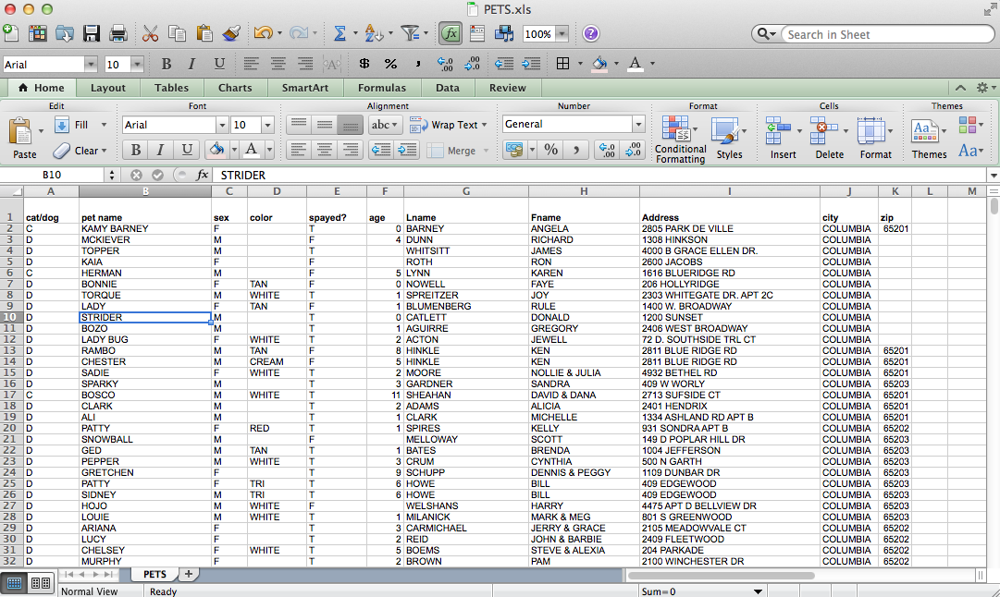 PETS.xls
100%
Search in Sheet
Arial 10 B I U $ % , A
Home Layout Tables Charts SmartArt Formulas Data Review
Edit Font Alignment Number Format Cells Themes
Fill Arial 10 abc Wrap Text General
Paste Clear B I U A Merge % , Conditional Formatting Styles Insert Delete Format Themes Aa
B10 fx STRIDER
A B C D E F G H I J K L M
1 cat/dog pet name sex color spayed? age Lname Fname Address city zip
2 C KAMY BARNEY F T 0 BARNEY ANGELA 2805 PARK DE VILLE COLUMBIA 65201
3 D MCKIEVER M F 4 DUNN RICHARD 1308 HINKSON COLUMBIA
4 D TOPPER M T WHITSITT JAMES 4000 B GRACE ELLEN DR. COLUMBIA
5 D KAIA F F ROTH RON 2600 JACOBS COLUMBIA
6 C HERMAN M F 5 LYNN KAREN 1616 BLUERIDGE RD COLUMBIA
7 D BONNIE F TAN F 0 NOWELL FAYE 206 HOLLYRIDGE COLUMBIA
8 D TORQUE M WHITE T 1 SPREITZER JOY 2303 WHITEGATE DR. APT 2C COLUMBIA
9 D LADY F TAN F 1 BLUMENBERG RULE 1400 W. BROADWAY COLUMBIA
10 D STRIDER M T 0 CATLETT DONALD 1200 SUNSET COLUMBIA
11 D BOZO M T 1 AGUIRRE GREGORY 2406 WEST BROADWAY COLUMBIA
12 D LADY BUG F WHITE T 2 ACTON JEWELL 72 D. SOUTHSIDE TRL CT COLUMBIA
13 D RAMBO M TAN F 8 HINKLE KEN 2811 BLUE RIDGE RD COLUMBIA 65201
14 D CHESTER M CREAM F 5 HINKLE KEN 2811 BLUE RIDGE RD COLUMBIA 65201
15 D SADIE F WHITE T 2 MOORE NOLLIE & JULIA 4932 BETHEL RD COLUMBIA 65201
16 D SPARKY M T 3 GARDNER SANDRA 409 W WORLY COLUMBIA 65203
17 C BOSCO M WHITE T 11 SHEAHAN DAVID & DANA 2713 SUFSIDE CT COLUMBIA 65201
18 D CLARK M T 2 ADAMS ALICIA 2401 HENDRIX COLUMBIA 65201
19 D ALI M T 1 CLARK MICHELLE 1334 ASHLAND RD APT B COLUMBIA 65201
20 D PATTY F RED T 1 SPIRES KELLY 931 SONDRA APT B COLUMBIA 65202
21 D SNOWBALL M F MELLOWAY SCOTT 149 D POPLAR HILL DR COLUMBIA 65203
22 D GED M TAN T 1 BATES BRENDA 1004 JEFFERSON COLUMBIA 65203
23 D PEPPER M WHITE T 3 CRUM CYNTHIA 500 N GARTH COLUMBIA 65203
24 D GRETCHEN F T 9 SCHUPP DENNIS & PEGGY 1109 DUNBAR DR COLUMBIA 65203
25 D PATTY F TRI T 6 HOWE BILL 409 EDGEWOOD COLUMBIA 65203
26 D SIDNEY M TRI T 6 HOWE BILL 409 EDGEWOOD COLUMBIA 65203
27 D HOJO M WHITE F WELSHANS HARRY 4475 APT D BELLVIEW DR COLUMBIA 65203
28 D LOUIE M WHITE T 1 MILANICK MARK & MEG 801 S GREENWOOD COLUMBIA 65203
29 D ARIANA F T 3 CARMICHAEL JERRY & GRACE 2105 MEADOWVALE CT COLUMBIA 65202
30 D LUCY F T 2 REID JOHN & BARBIE 2409 FLEETWOOD COLUMBIA 65202
31 D CHELSEY F WHITE T 5 BOEMS STEVE & ALEXIA 204 PARKADE COLUMBIA 65202
32 D MURPHY F T 2 BROWN PAM 2100 WINCHESTER DR COLUMBIA 65202
PETS
Normal View Ready Sum=0